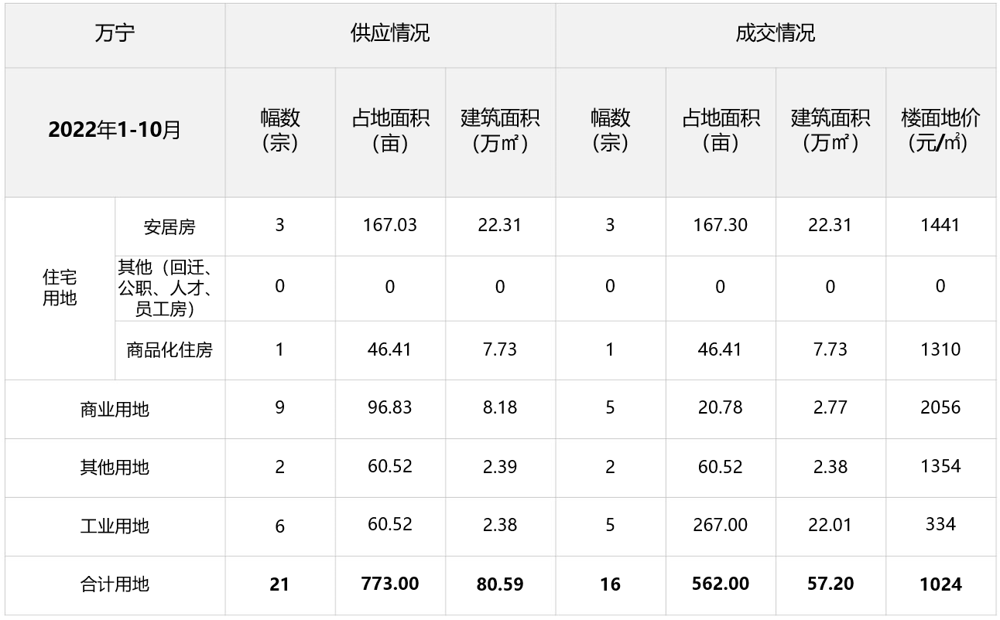 万宁 供应情况 成交情况
2022年1-10月 幅数 占地面积 建筑面积 幅数 占地面积 建筑面积 楼面地价
（宗） （亩） （万㎡） （宗） （亩） （万㎡） （元/㎡）
安居房 3 167.03 22.31 3 167.30 22.31 1441
住宅
用地
其他（回迁、
公职、人才、 0 0 0 0 0 0 0
员工房）
商品化住房 1 46.41 7.73 1 46.41 7.73 1310
商业用地 9 96.83 8.18 5 20.78 2.77 2056
其他用地 2 60.52 2.39 2 60.52 2.38 1354
工业用地 6 60.52 2.38 5 267.00 22.01 334
合计用地 21 773.00 80.59 16 562.00 57.20 1024